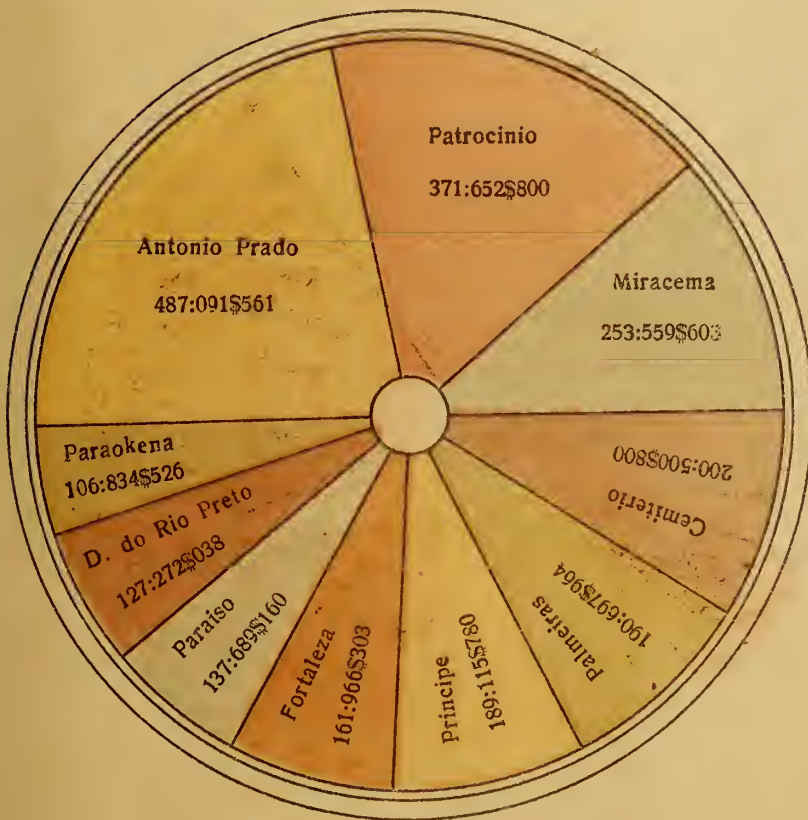 Patrocinio
371:652$800
Miracema
253:559$603
Cemiterio
200:500$800
Palmeiras
190:697$964
Principe
189:115$780
Fortaleza
161:966$303
Paraiso
137:689$160
D. do Rio Preto
127:272$038
Paraokena
106:834$526
Antonio Prado
487:091$561